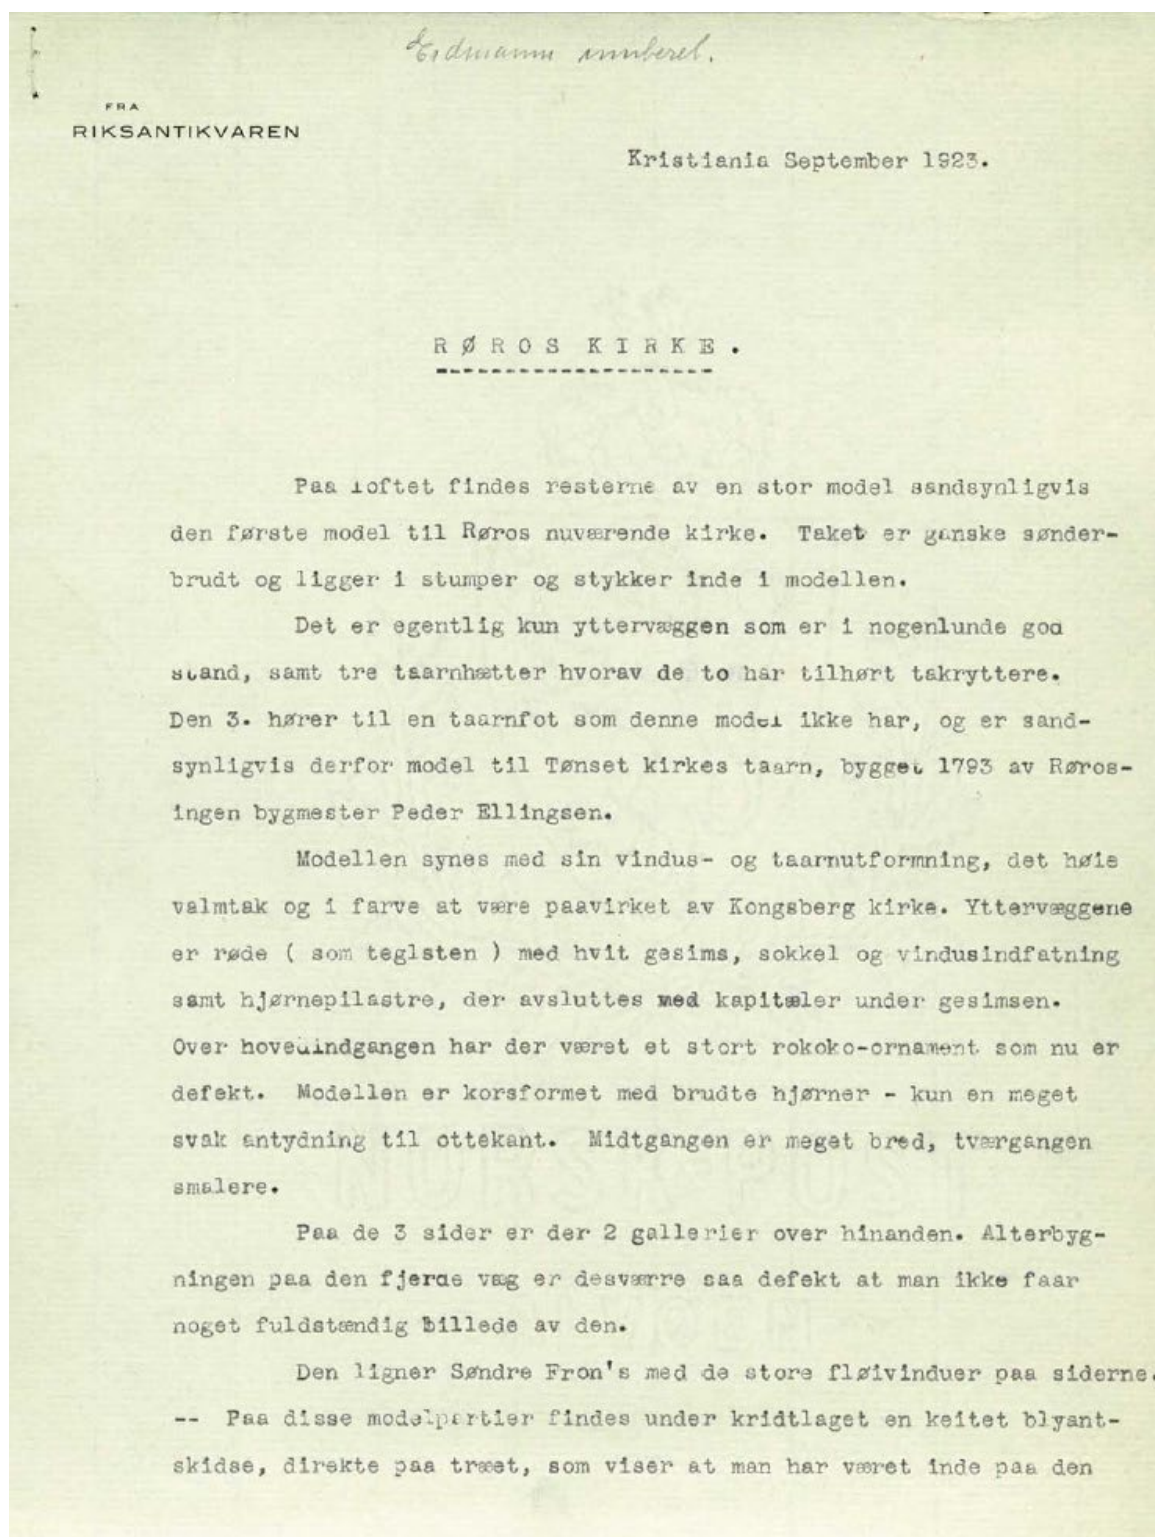 Erdmanns innberet.
FRA
RIKSANTIKVAREN
Kristiania September 1923.
RØROS KIRKE.
Paa loftet findes resterne av en stor model sandsynligvis
den første model til Røros nuværende kirke. Taket er ganske sønder-
brudt og ligger i stumper og stykker inde i modellen.
Det er egentlig kun yttervæggen som er i nogenlunde god
stand, samt tre taarnhætter hvorav de to har tilhørt takryttere.
Den 3. hører til en taarnfot som denne model ikke har, og er sand-
synligvis derfor model til Tønset kirkes taarn, bygget 1793 av Røros-
ingen bygmester Peder Ellingsen.
Modellen synes med sin vindus- og taarnutformning, det høie
valmtak og i farve at være paavirket av Kongsberg kirke. Yttervæggene
er røde ( som teglsten ) med hvit gesims, sokkel og vindusindfatning
samt hjørnepilastre, der avsluttes med kapitæler under gesimsen.
Over hovedindgangen har der været et stort rokoko-ornament som nu er
defekt. Modellen er korsformet med brudte hjørner - kun en meget
svak antydning til ottekant. Midtgangen er meget bred, tværgangen
smalere.
Paa de 3 sider er der 2 gallerier over hinanden. Alterbyg-
ningen paa den fjerde væg er desværre saa defekt at man ikke faar
noget fuldstændig billede av den.
Den ligner Søndre Fron's med de store fløivinduer paa siderne.
-- Paa disse modelpartier findes under kridtlaget en keitet blyant-
skidse, direkte paa træet, som viser at man har været inde paa den